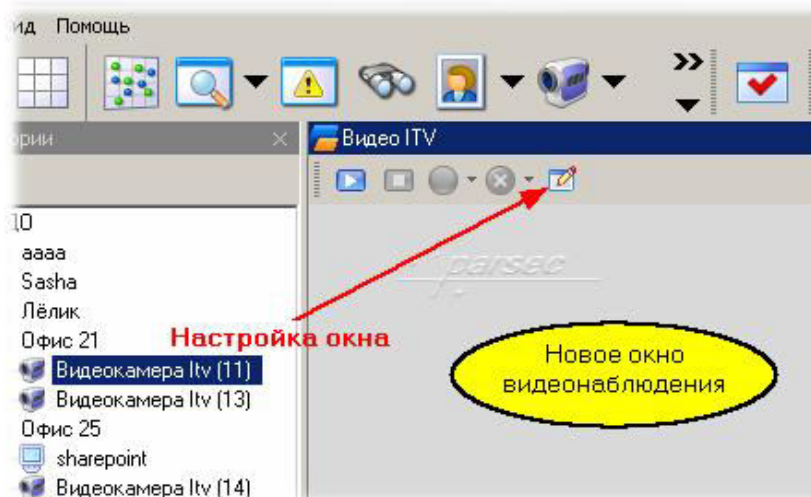 ид Помощь
рии
Видео ITV
parsec
ДО
аааа
Sasha
Лёлик
Офис 21
Настройка окна
Видеокамера Itv (11)
Новое окно
видеонаблюдения
Видеокамера Itv (13)
Офис 25
sharepoint
Видеокамера Itv (14)